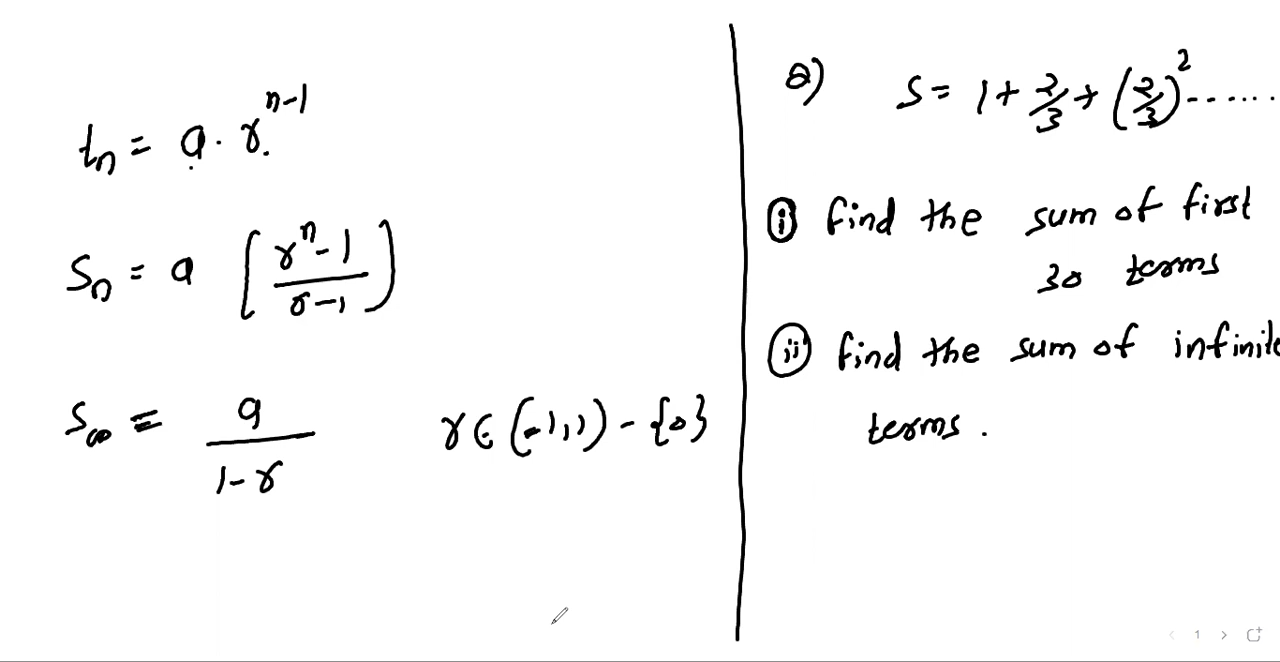 tn = a · r^(n-1)
Sn = a [ (r^n - 1) / (r - 1) ]
S∞ = a / (1 - r)    r ∈ (-1,1) - {0}
Q) S = 1 + 2/3 + (2/3)^2 ......
(i) find the sum of first
30 terms
(ii) find the sum of infinite
terms.
1